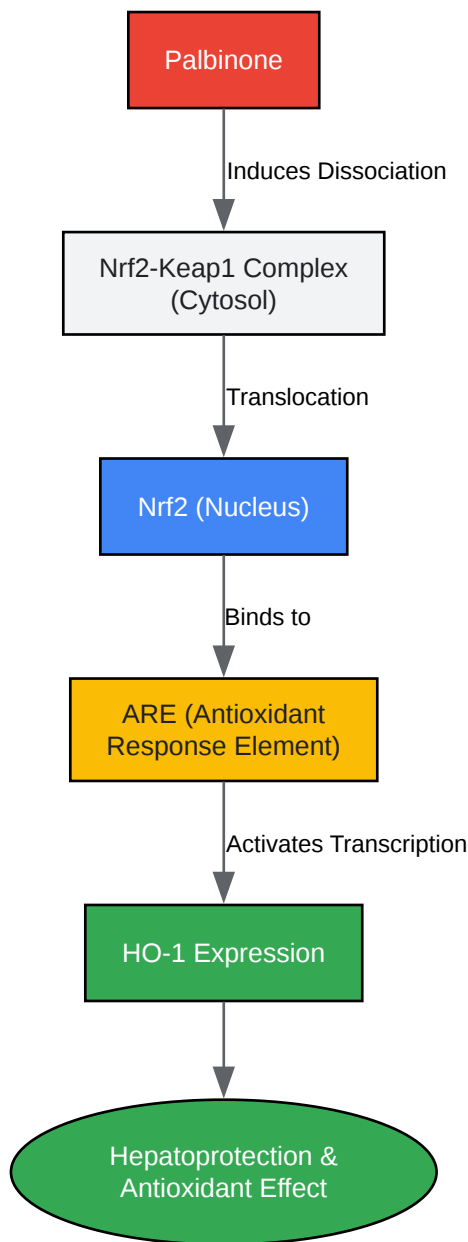 Palbinone
Induces Dissociation
Nrf2-Keap1 Complex
(Cytosol)
Translocation
Nrf2 (Nucleus)
Binds to
ARE (Antioxidant
Response Element)
Activates Transcription
HO-1 Expression
Hepatoprotection &
Antioxidant Effect